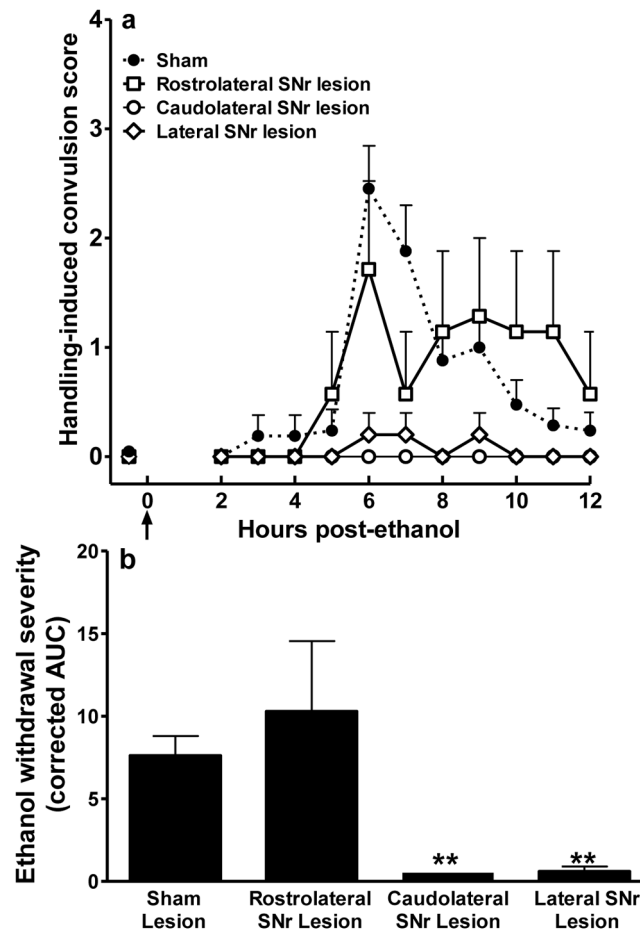 a
4
3
2
1
0
Handling-induced convulsion score
Sham
Rostrolateral SNr lesion
Caudolateral SNr lesion
Lateral SNr lesion
0 2 4 6 8 10 12
Hours post-ethanol
b
20
15
10
5
0
Ethanol withdrawal severity
(corrected AUC)
** **
Sham Rostrolateral Caudolateral Lateral SNr
Lesion SNr Lesion SNr Lesion Lesion